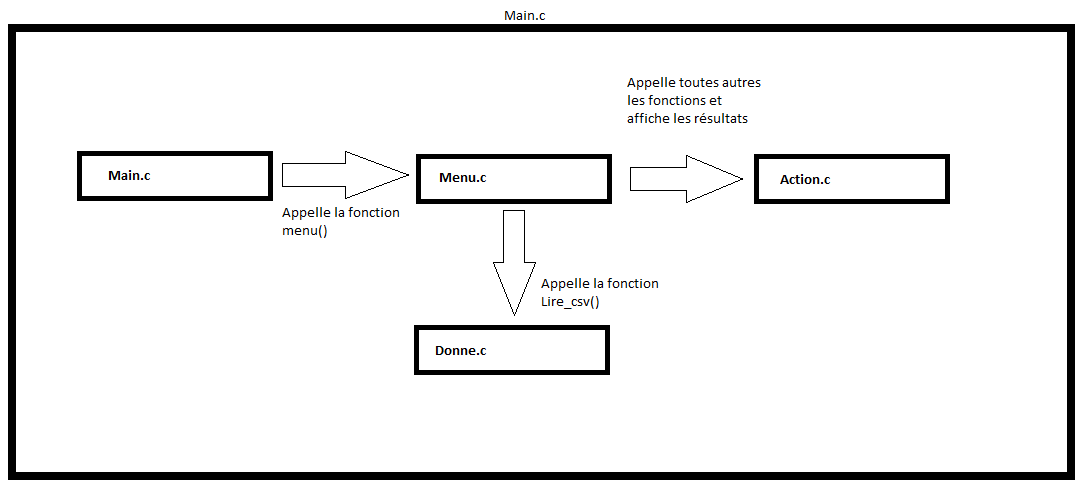 Main.c
Appelle toutes autres
les fonctions et
affiche les résultats
Main.c
Menu.c
Action.c
Appelle la fonction
menu()
Appelle la fonction
Lire_csv()
Donne.c